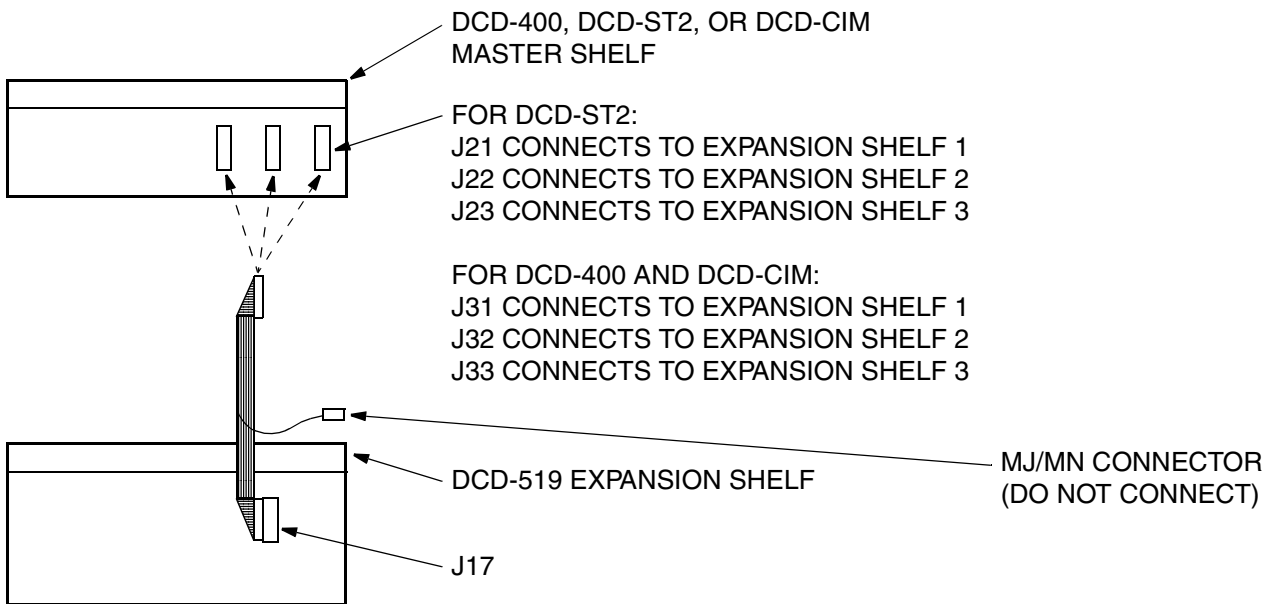 DCD-400, DCD-ST2, OR DCD-CIM
MASTER SHELF
FOR DCD-ST2:
J21 CONNECTS TO EXPANSION SHELF 1
J22 CONNECTS TO EXPANSION SHELF 2
J23 CONNECTS TO EXPANSION SHELF 3
FOR DCD-400 AND DCD-CIM:
J31 CONNECTS TO EXPANSION SHELF 1
J32 CONNECTS TO EXPANSION SHELF 2
J33 CONNECTS TO EXPANSION SHELF 3
MJ/MN CONNECTOR
(DO NOT CONNECT)
DCD-519 EXPANSION SHELF
J17